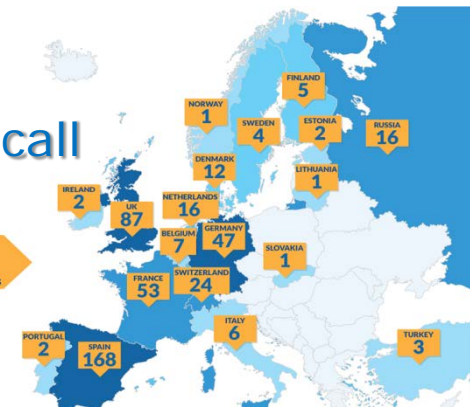 call
NORWAY
1
FINLAND
5
SWEDEN
4
ESTONIA
2
RUSSIA
16
DENMARK
12
LITHUANIA
1
IRELAND
2
UK
87
NETHERLANDS
16
BELGIUM
7
GERMANY
47
SLOVAKIA
1
FRANCE
53
SWITZERLAND
24
ITALY
6
TURKEY
3
PORTUGAL
2
SPAIN
168